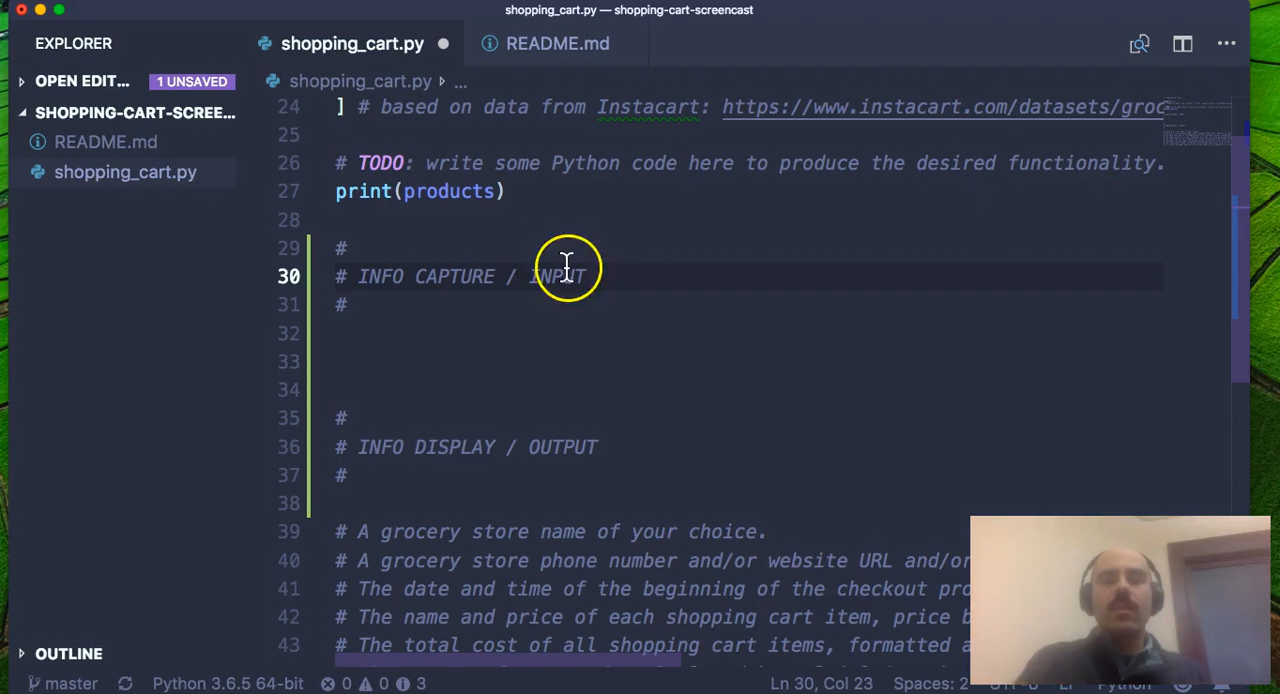 shopping_cart.py — shopping-cart-screencast
EXPLORER
shopping_cart.py
README.md
OPEN EDIT...
1 UNSAVED
shopping_cart.py
...
SHOPPING-CART-SCREE...
README.md
shopping_cart.py
24 ] # based on data from Instacart: https://www.instacart.com/datasets/groc
25
26 # TODO: write some Python code here to produce the desired functionality.
27 print(products)
28
29 #
30 # INFO CAPTURE / INPUT
31 #
32
33
34
35 #
36 # INFO DISPLAY / OUTPUT
37 #
38
39 # A grocery store name of your choice.
40 # A grocery store phone number and/or website URL and/or
41 # The date and time of the beginning of the checkout pro
42 # The name and price of each shopping cart item, price b
43 # The total cost of all shopping cart items, formatted a
OUTLINE
master Python 3.6.5 64-bit 0 0 3 Ln 30, Col 23 Spaces: 2